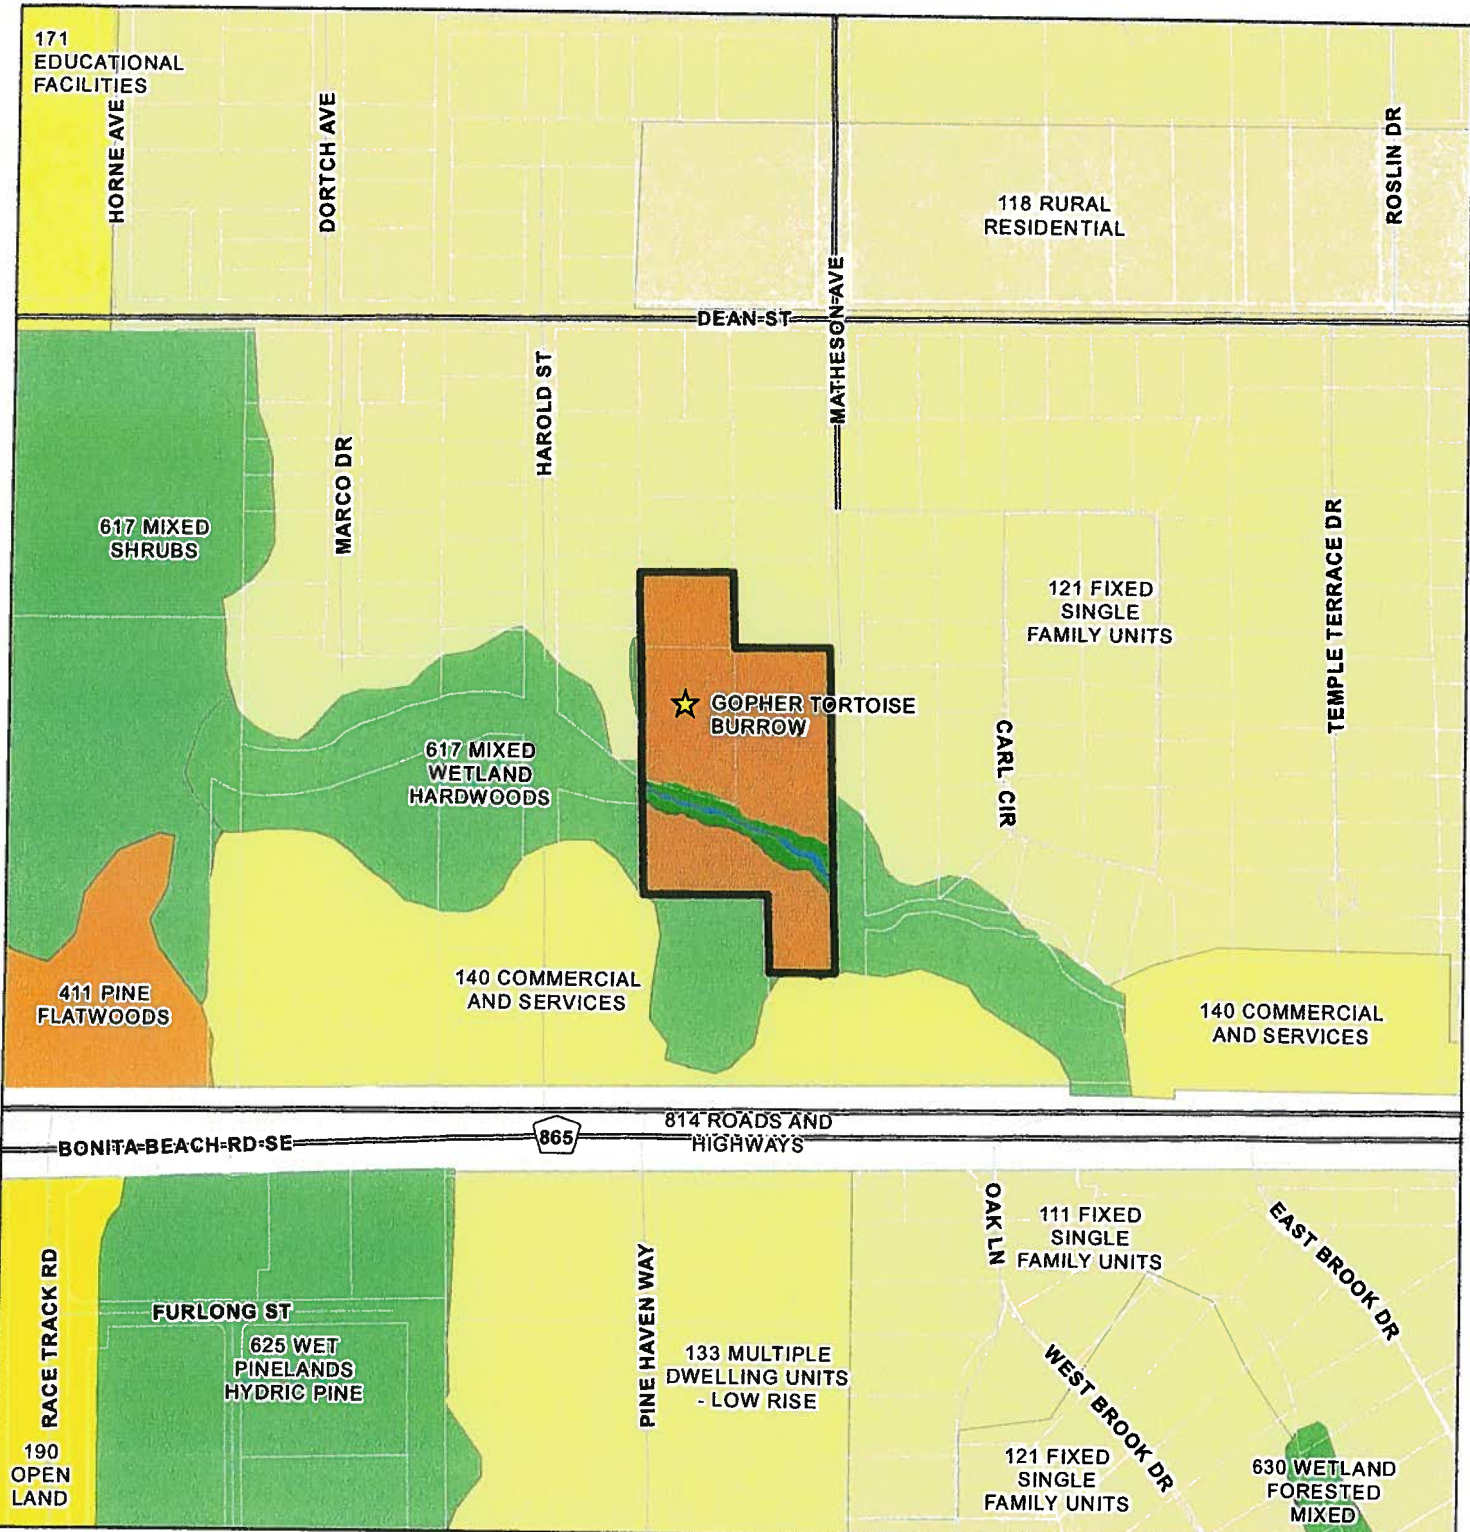 171
EDUCATIONAL
FACILITIES
HORNE AVE
DORTCH AVE
118 RURAL
RESIDENTIAL
ROSLIN DR
DEAN ST
MATHESON AVE
HAROLD ST
MARCO DR
617 MIXED
SHRUBS
121 FIXED
SINGLE
FAMILY UNITS
TEMPLE TERRACE DR
GOPHER TORTOISE
BURROW
CARL CIR
617 MIXED
WETLAND
HARDWOODS
411 PINE
FLATWOODS
140 COMMERCIAL
AND SERVICES
140 COMMERCIAL
AND SERVICES
814 ROADS AND
HIGHWAYS
865
BONITA BEACH RD SE
OAK LN
111 FIXED
SINGLE
FAMILY UNITS
EAST BROOK DR
RACE TRACK RD
FURLONG ST
625 WET
PINELANDS
HYDRIC PINE
PINE HAVEN WAY
133 MULTIPLE
DWELLING UNITS
- LOW RISE
WEST BROOK DR
190
OPEN
LAND
121 FIXED
SINGLE
FAMILY UNITS
630 WETLAND
FORESTED
MIXED